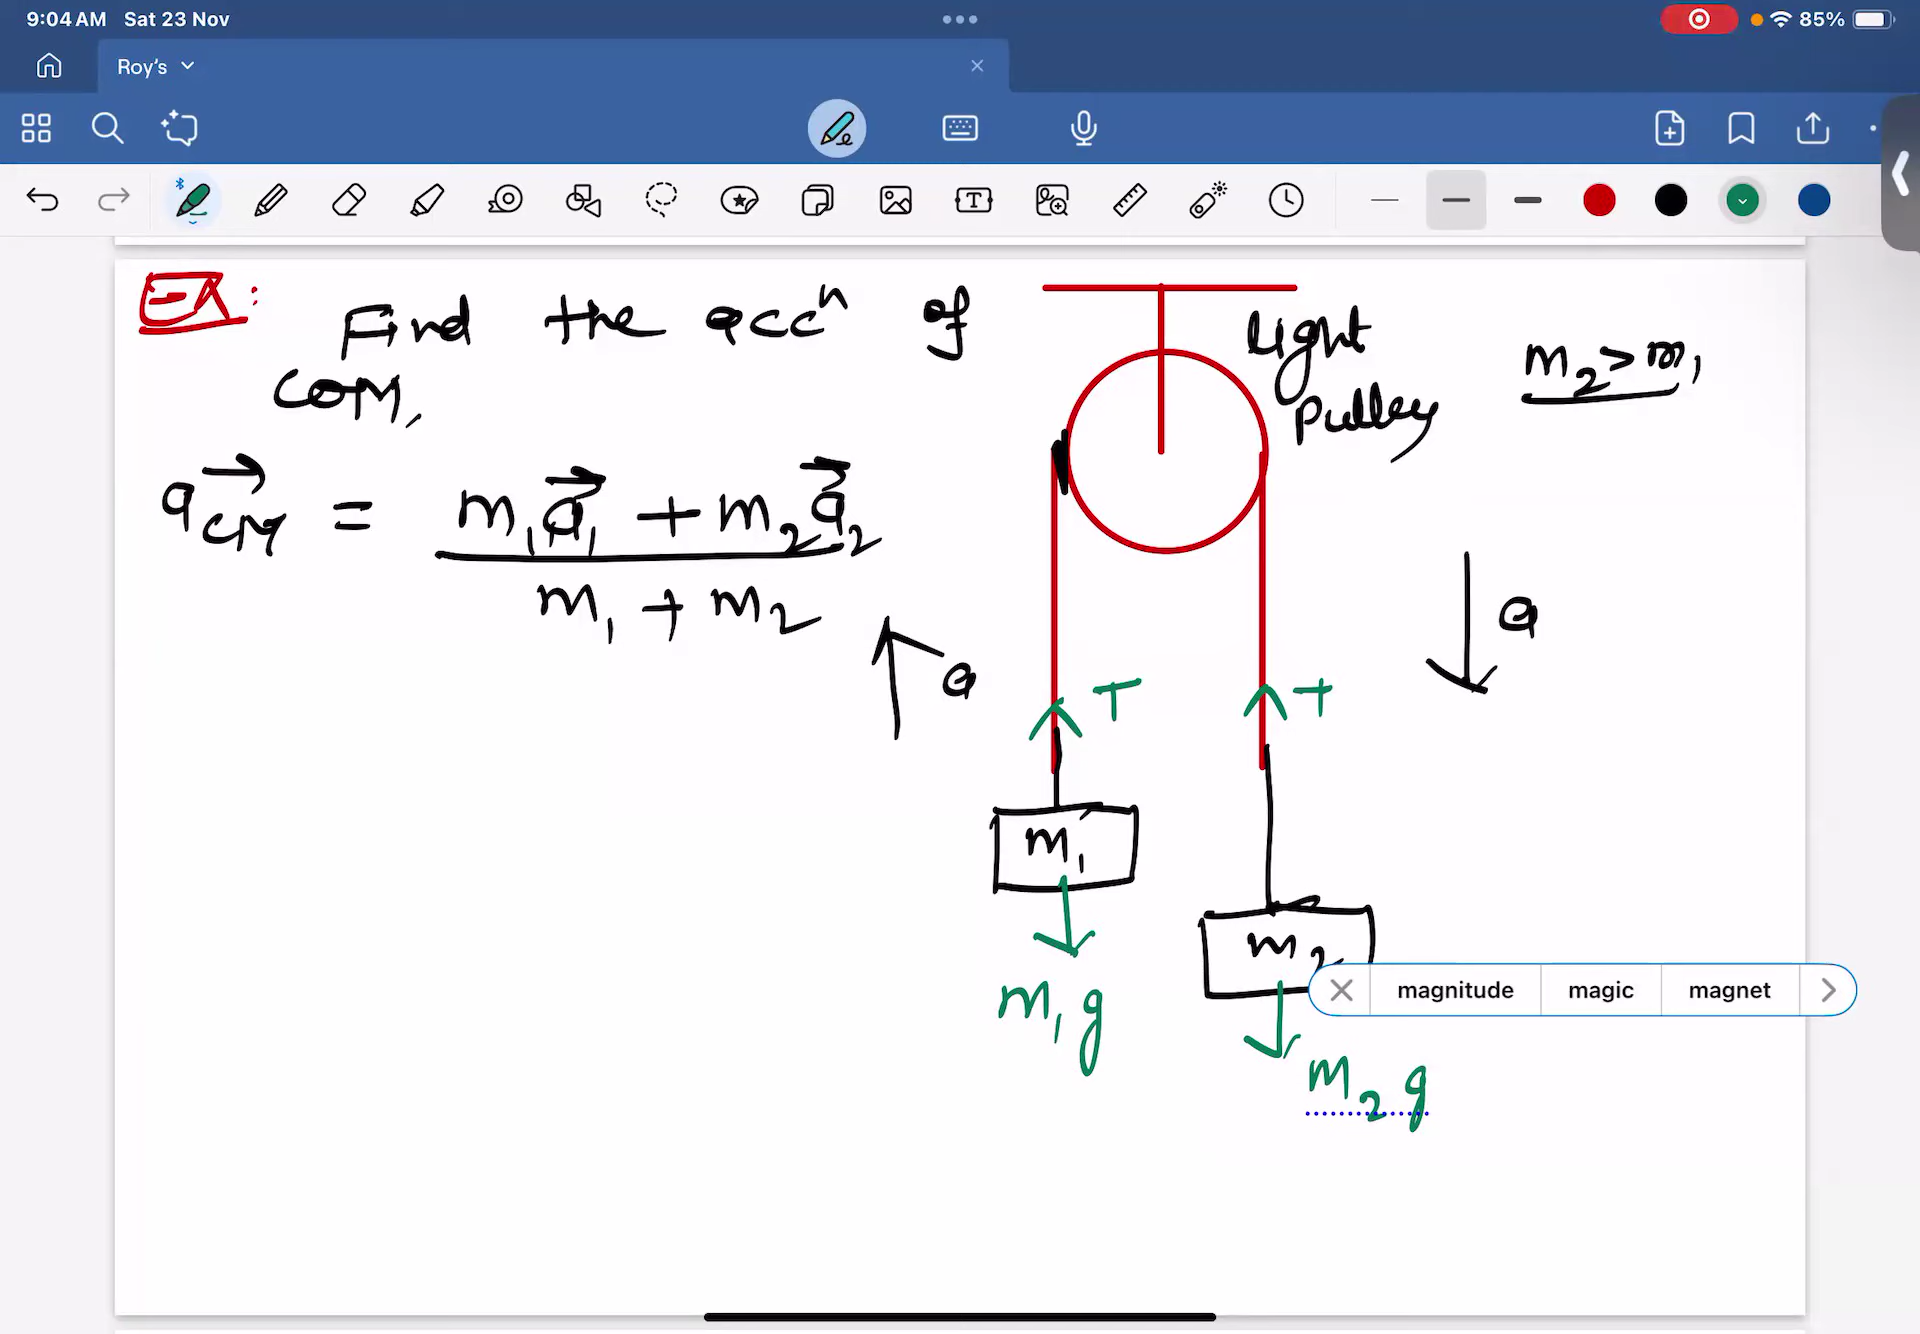 9:04 AM Sat 23 Nov
85%
Roy's
EX:
Find the accⁿ of
COM,
Light
Pulley
m₂ > m₁
a⃗CM = m₁a⃗₁ + m₂a⃗₂
m₁ + m₂
a
a
T
T
m₁
m₂
magnitude magic magnet
m₁g
m₂g